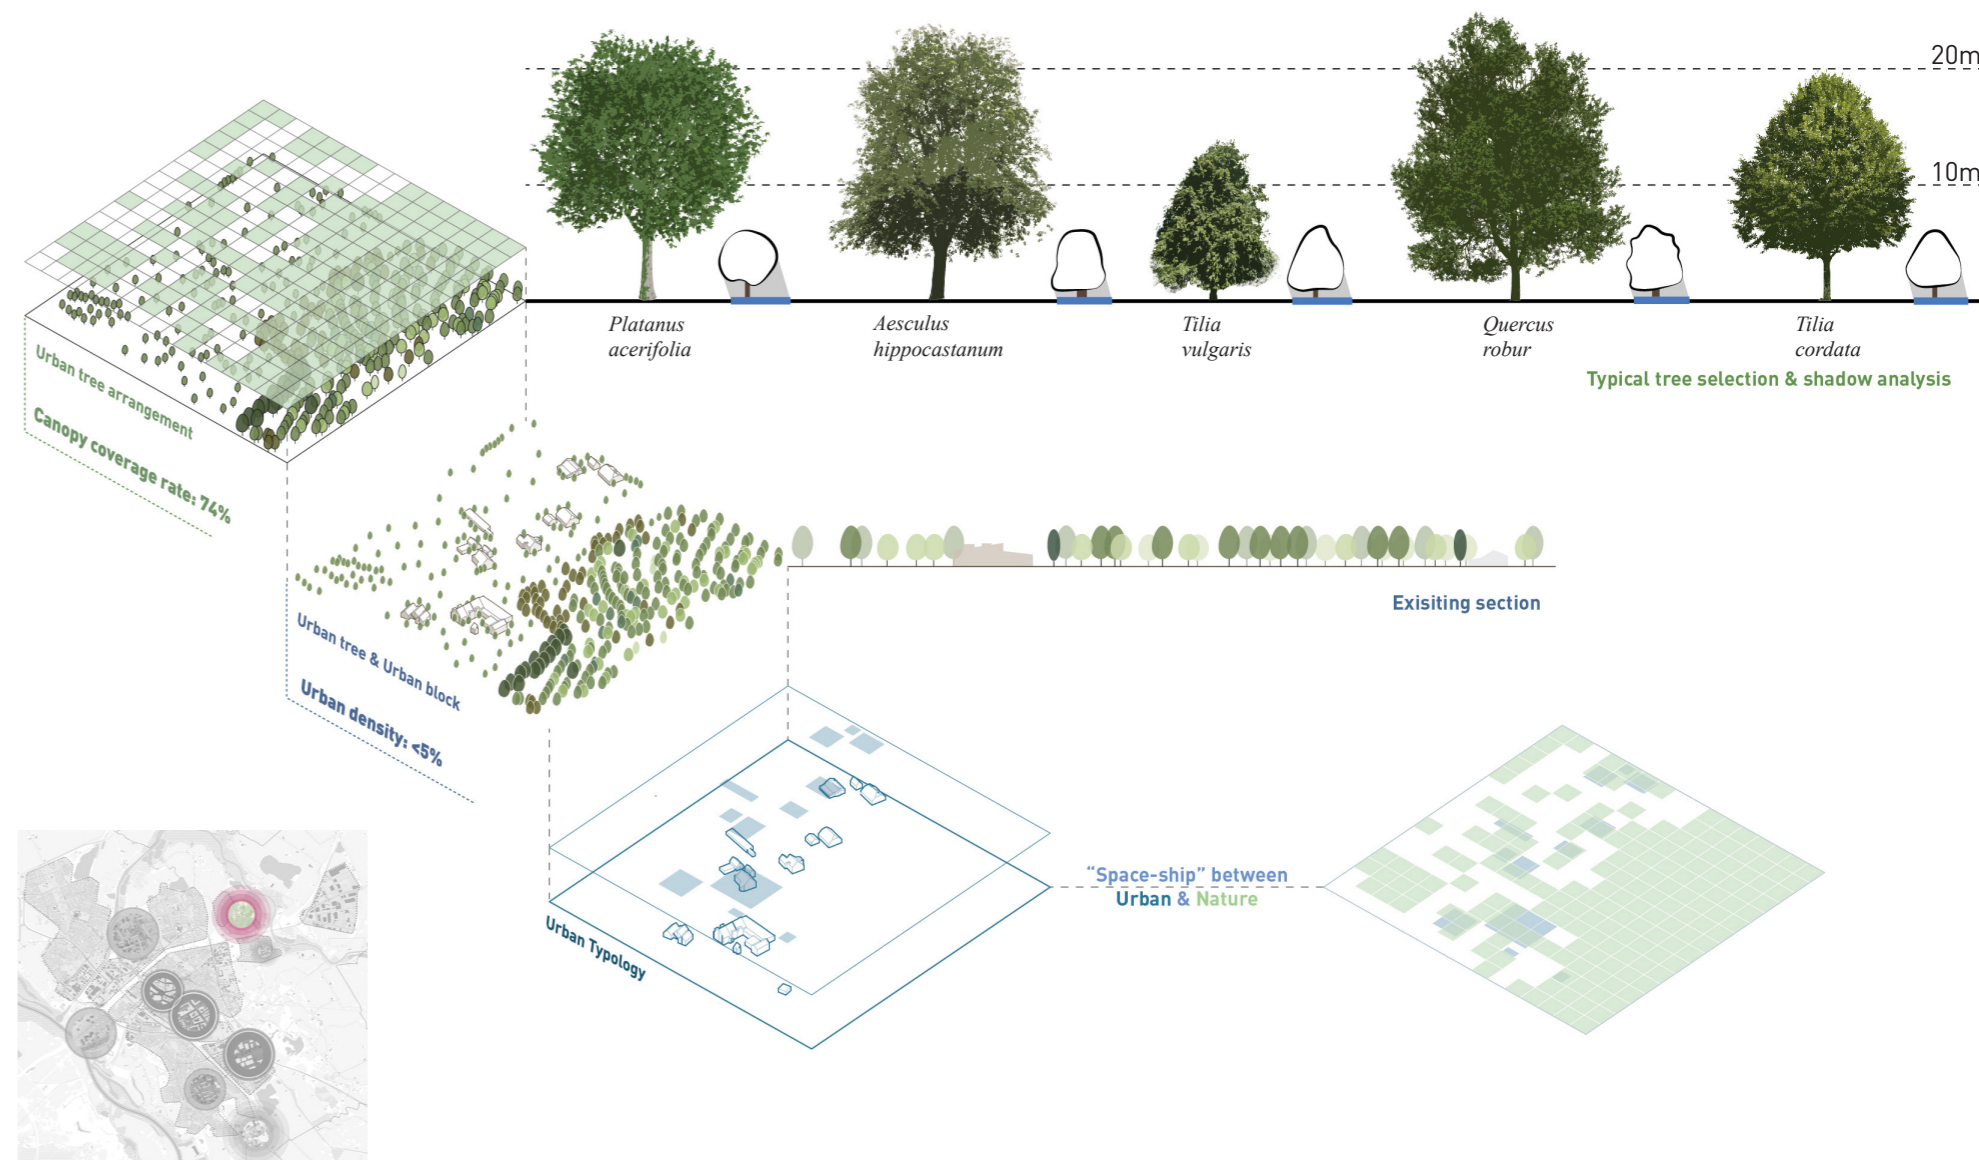 20m
10m
Platanus
acerifolia
Aesculus
hippocastanum
Tilia
vulgaris
Quercus
robur
Tilia
cordata
Typical tree selection & shadow analysis
Urban tree arrangement
Canopy coverage rate: 74%
Exisiting section
Urban tree & Urban block
Urban density: <5%
“Space-ship” between
Urban & Nature
Urban Typology